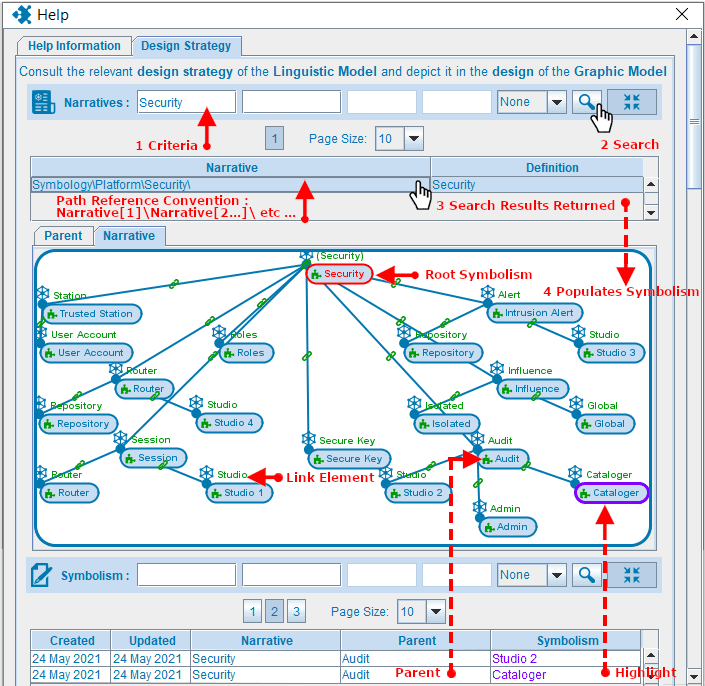 Help
Help Information Design Strategy
Consult the relevant design strategy of the Linguistic Model and depict it in the design of the Graphic Model
Narratives : Security None
1 Criteria 1 Page Size: 10 2 Search
Narrative Definition
Symbology\Platform\Security\ Security
Path Reference Convention :
Narrative[1]\Narrative[2...]\ etc ...
3 Search Results Returned
Parent Narrative
4 Populates Symbolism
(Security)
Security Root Symbolism
Station Alert
Trusted Station Intrusion Alert
User Account Roles Repository Studio
User Account Roles Repository Studio 3
Router Influence
Router Influence
Repository Studio Isolated Global
Repository Studio 4 Isolated Global
Session Secure Key Audit
Session Secure Key Audit
Router Studio Link Element Studio Cataloger
Router Studio 1 Studio 2 Cataloger
Admin
Admin
Symbolism : None
1 2 3 Page Size: 10
Created Updated Narrative Parent Symbolism
24 May 2021 24 May 2021 Security Audit Studio 2
24 May 2021 24 May 2021 Security Audit Cataloger
Parent Highlight